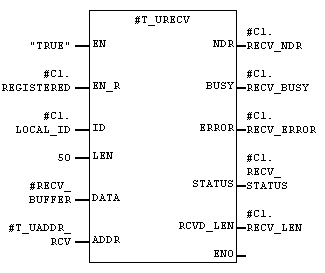 #T_URECV
"TRUE"
EN
NDR
#C1.
RECV_NDR
#C1.
REGISTERED
EN_R
BUSY
#C1.
RECV_BUSY
#C1.
LOCAL_ID
ID
ERROR
#C1.
RECV_ERROR
50
LEN
STATUS
#C1.
RECV_
STATUS
#RECV_
BUFFER
DATA
RCVD_LEN
#C1.
RECV_LEN
#T_UADDR_
RCV
ADDR
ENO